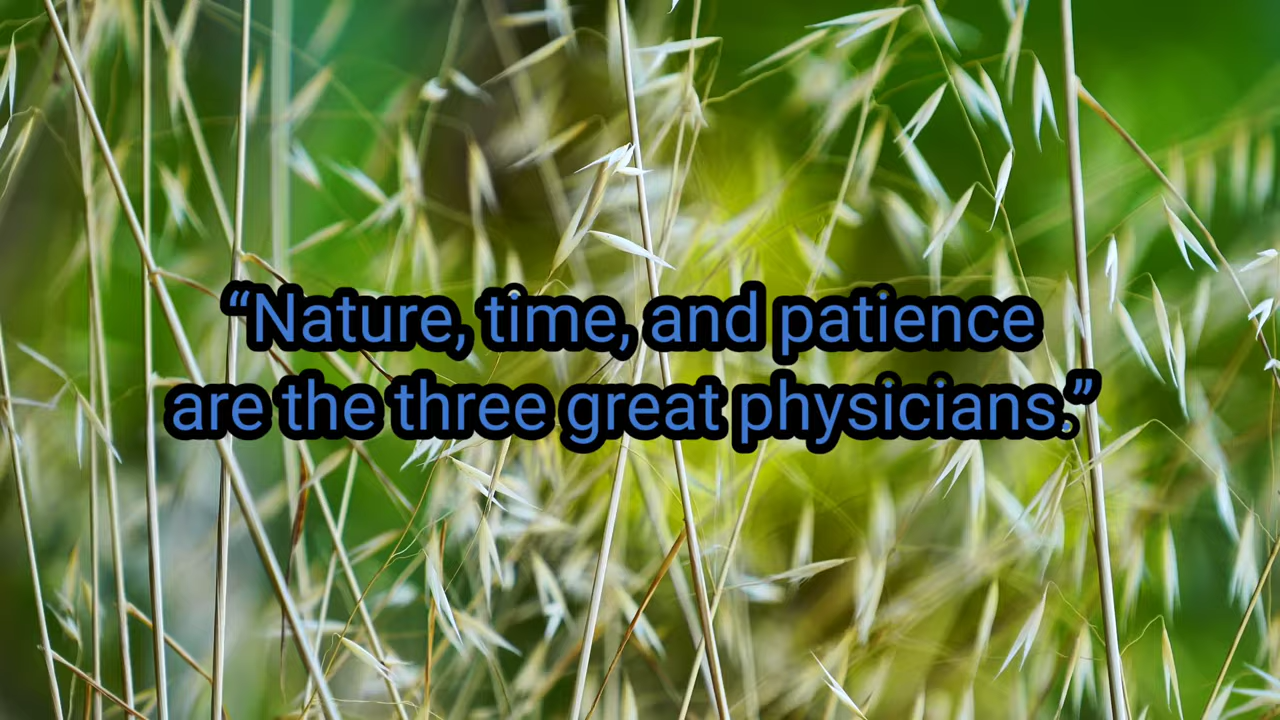 “Nature, time, and patience
are the three great physicians.”